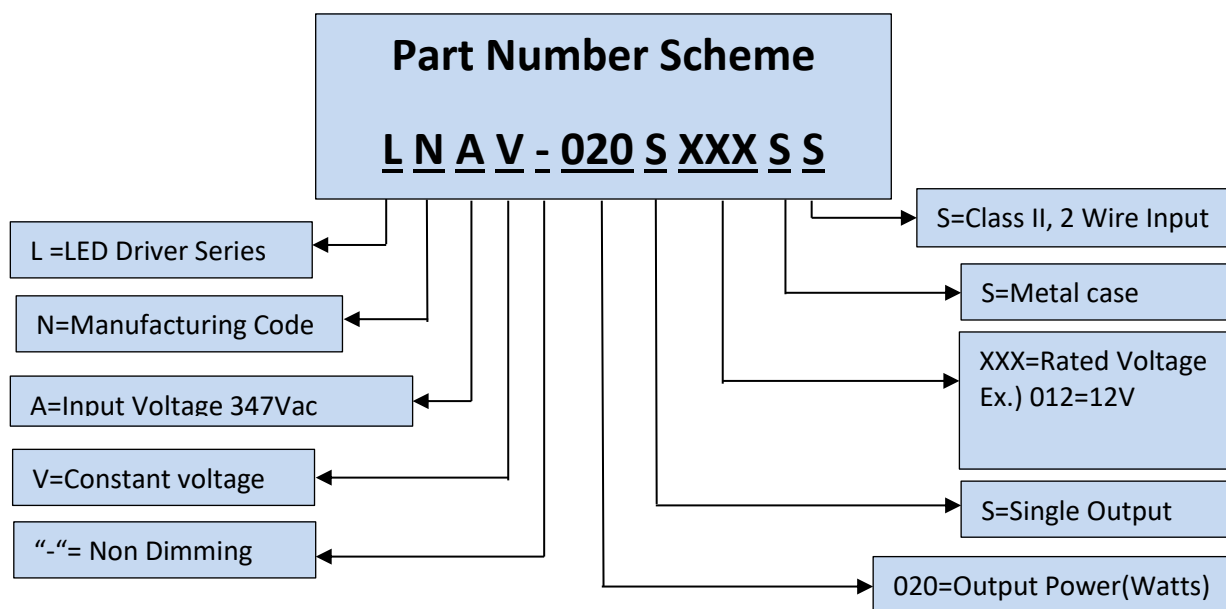 Part Number Scheme
L N A V - 020 S XXX S S
L =LED Driver Series
N=Manufacturing Code
A=Input Voltage 347Vac
V=Constant voltage
“-“= Non Dimming
S=Class II, 2 Wire Input
S=Metal case
XXX=Rated Voltage
Ex.) 012=12V
S=Single Output
020=Output Power(Watts)